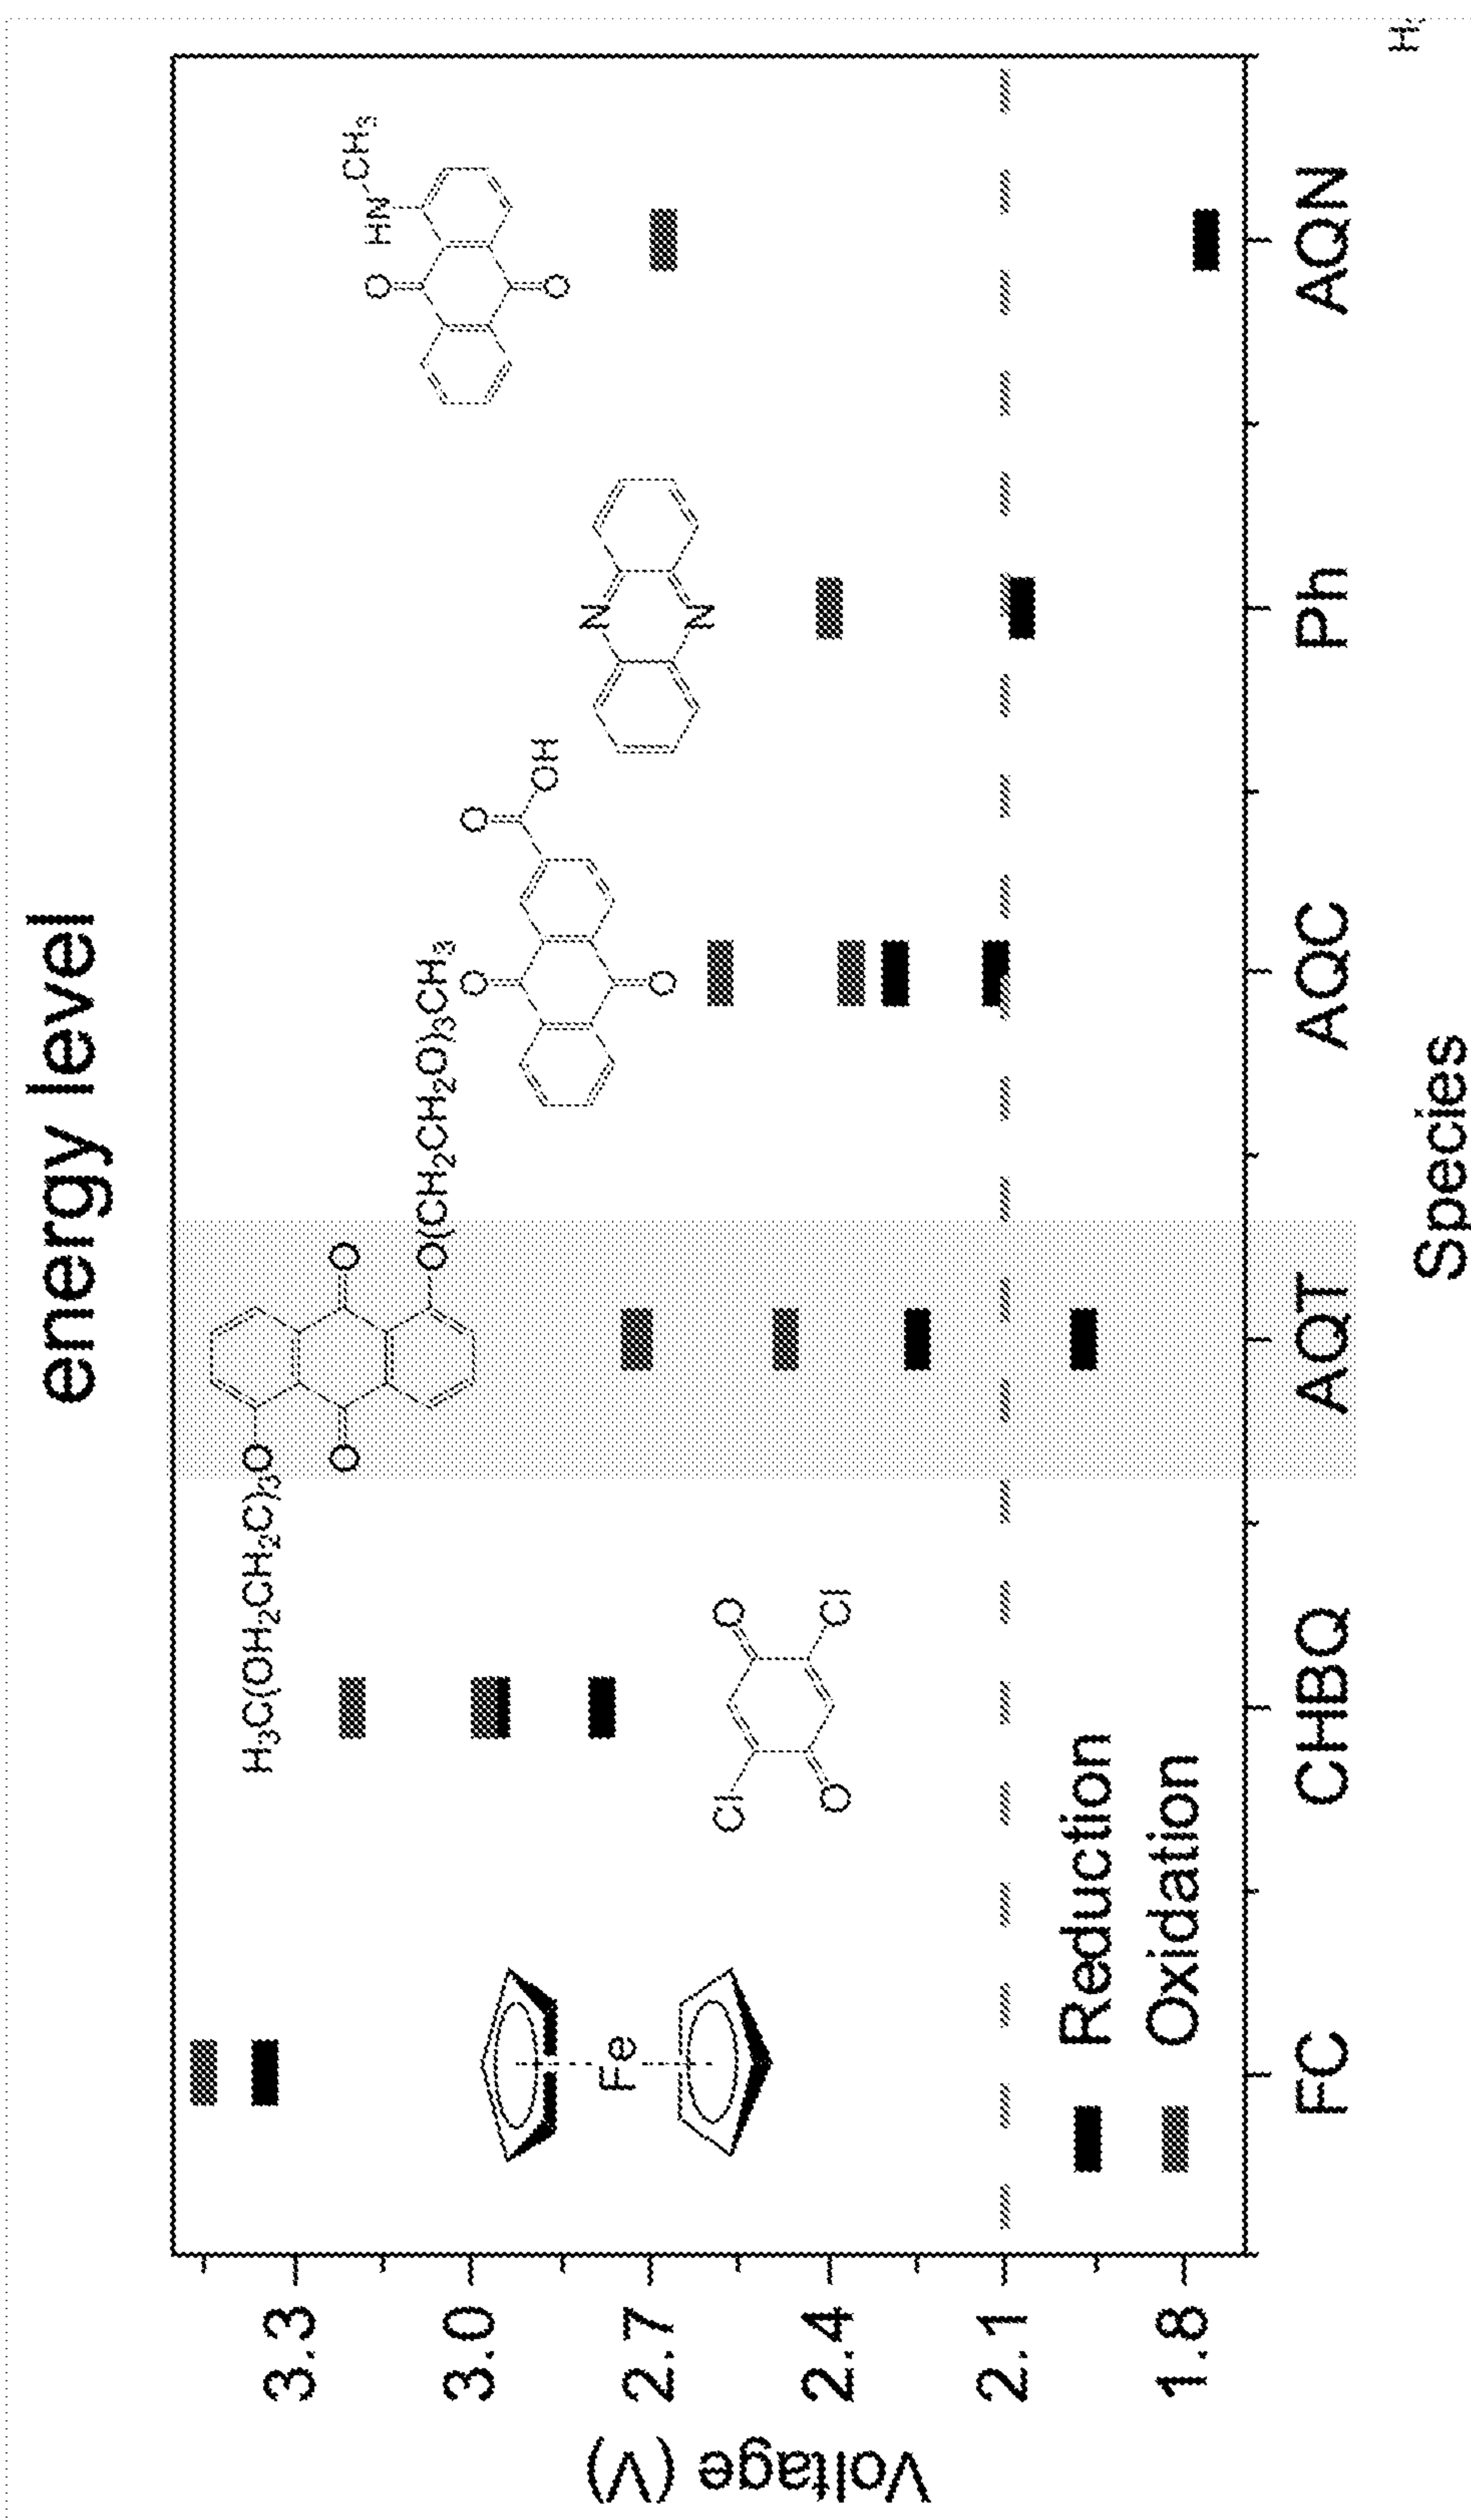 energy level
Voltage (V)
3.3
3.0
2.7
2.4
2.1
1.8
H₃C(OH₂CH₂C)₃O
O
O
O(CH₂CH₂O)₃CH₃
Fe
Cl
O
O
Cl
O
O
O
OH
N
N
O
O
HN
CH₃
Reduction
Oxidation
FC
CHBQ
AQT
AQC
Ph
AQN
Species